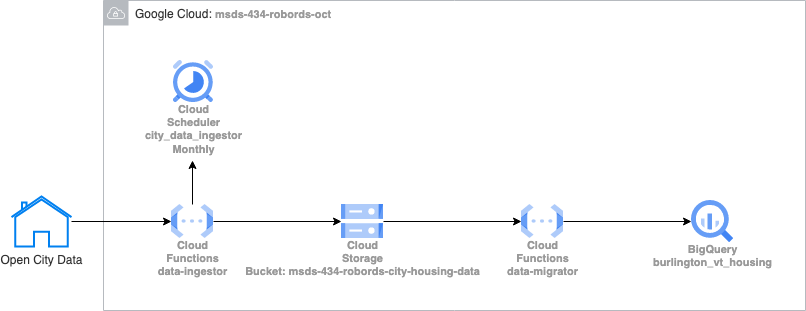 Google Cloud: msds-434-robords-oct
Cloud
Scheduler
city_data_ingestor
Monthly
Open City Data
Cloud
Functions
data-ingestor
Cloud
Storage
Bucket: msds-434-robords-city-housing-data
Cloud
Functions
data-migrator
BigQuery
burlington_vt_housing